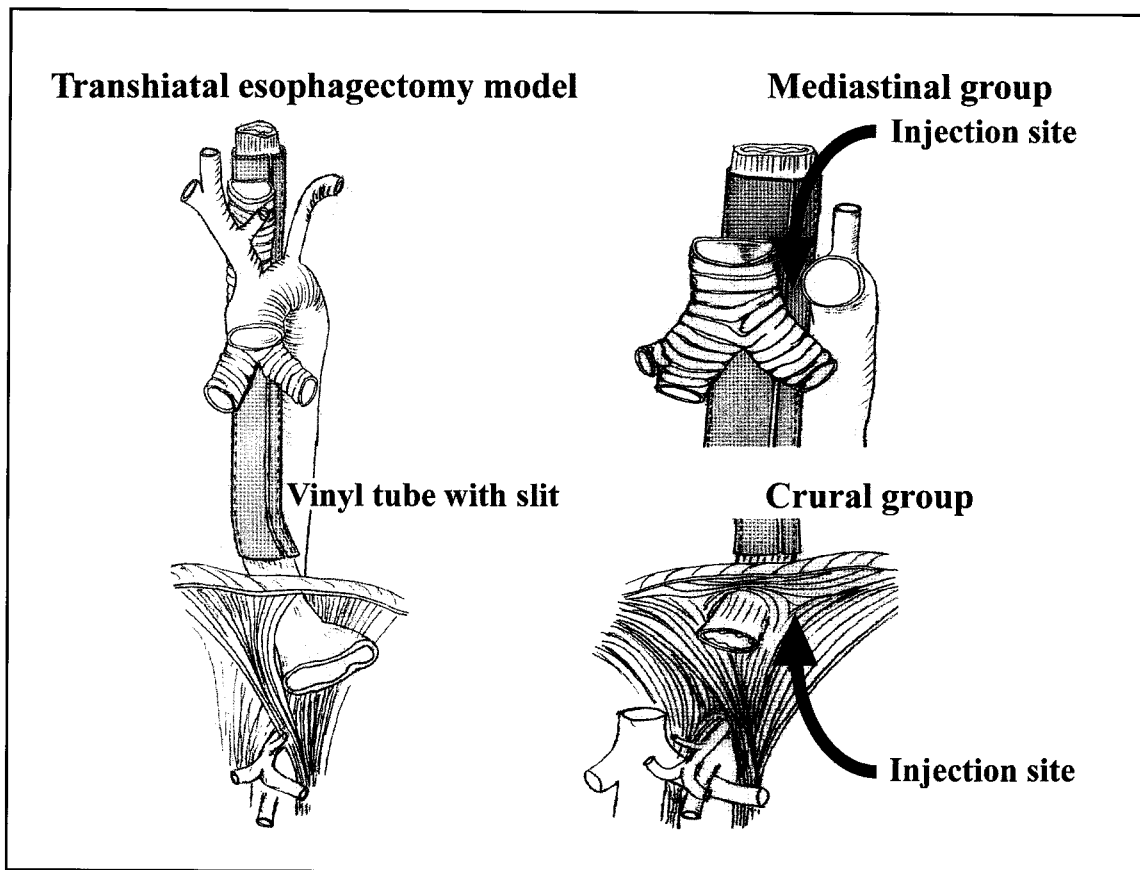 Transhiatal esophagectomy model
Mediastinal group
Injection site
Vinyl tube with slit
Crural group
Injection site